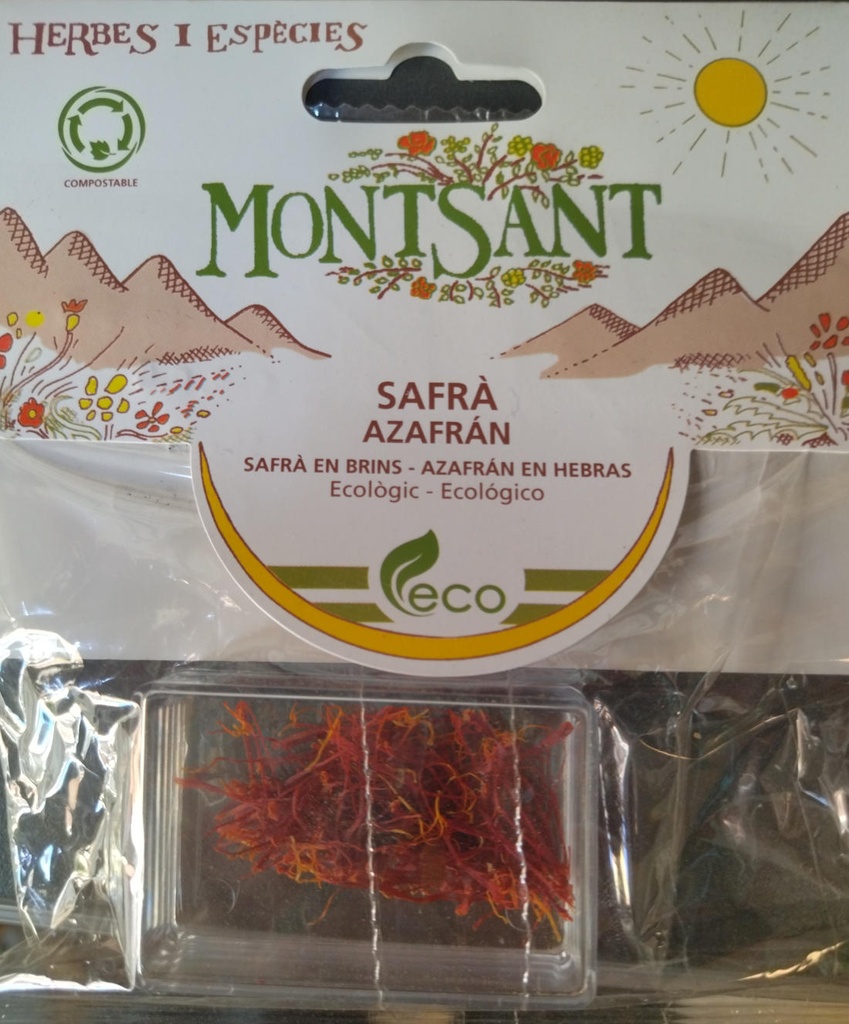 HERBES I ESPÈCIES
COMPOSTABLE
MONTSANT
SAFRÀ
AZAFRÁN
SAFRÀ EN BRINS - AZAFRÁN EN HEBRAS
Ecològic - Ecológico
eco